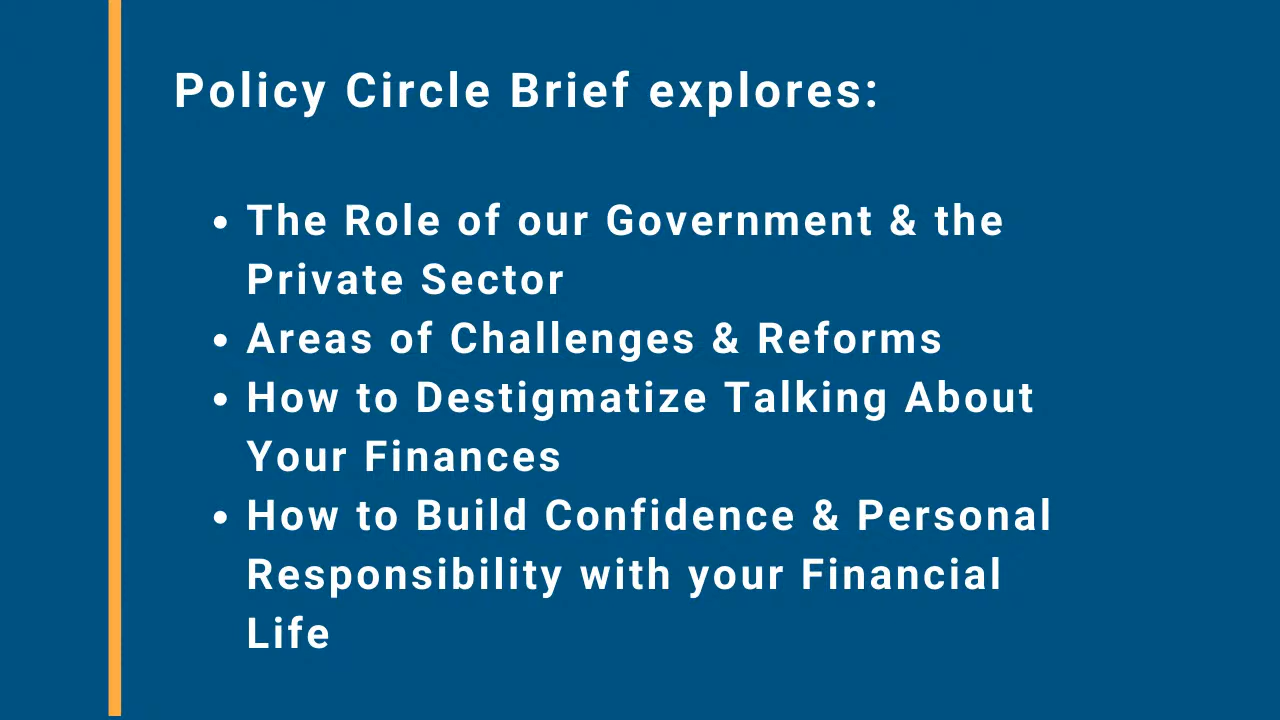 Policy Circle Brief explores:
• The Role of our Government & the
Private Sector
• Areas of Challenges & Reforms
• How to Destigmatize Talking About
Your Finances
• How to Build Confidence & Personal
Responsibility with your Financial
Life